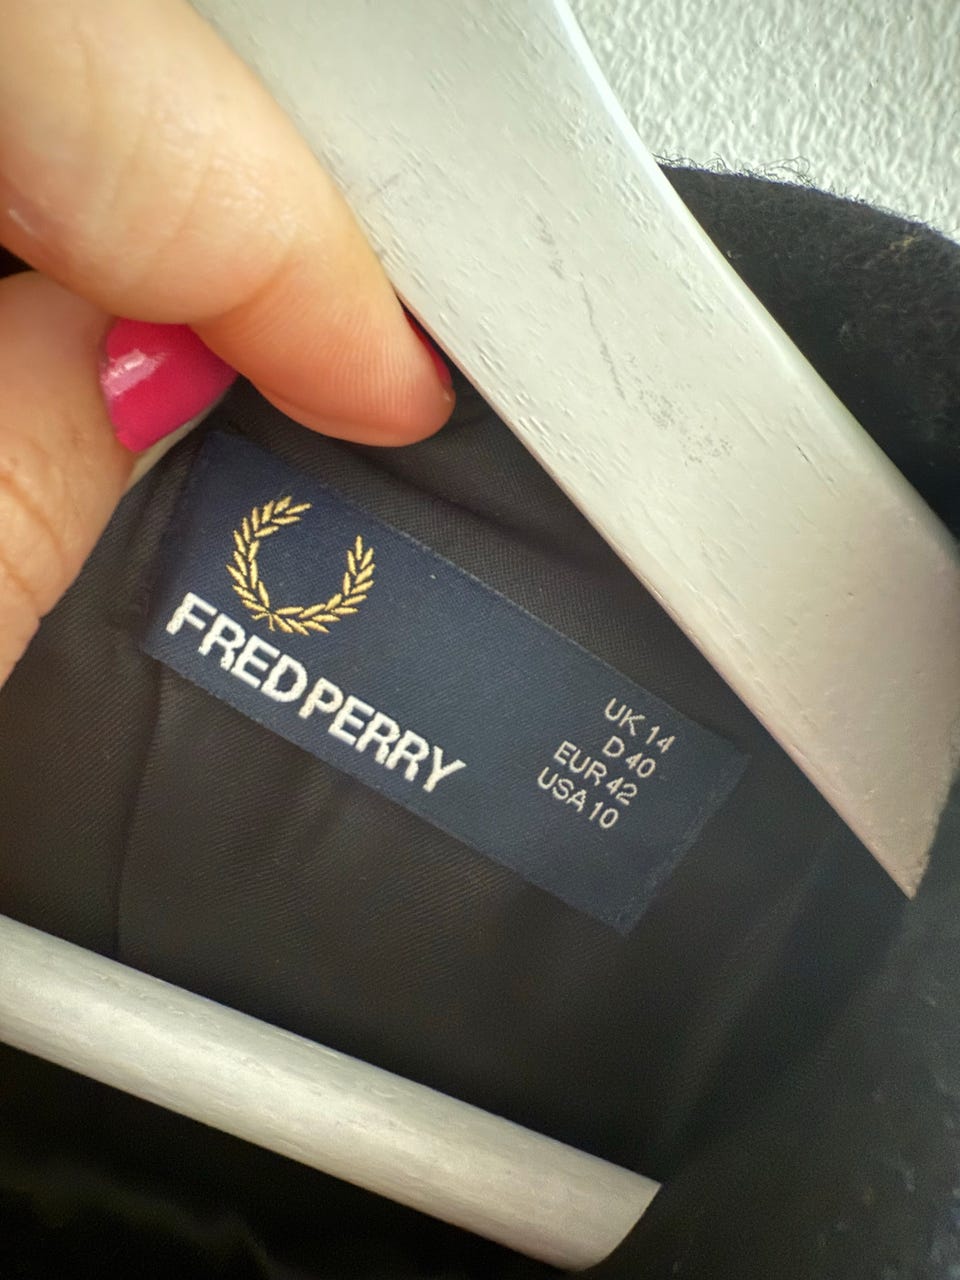 FRED PERRY
UK 14
D 40
EUR 42
USA 10